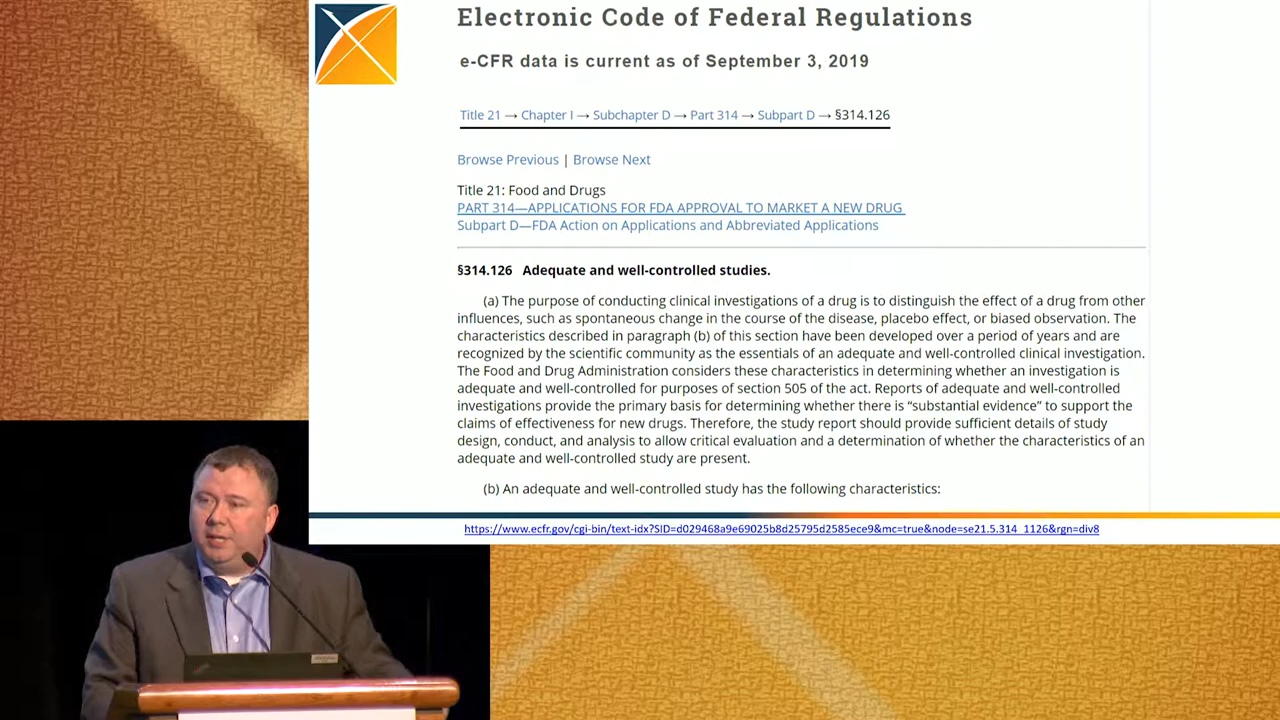 Electronic Code of Federal Regulations
e-CFR data is current as of September 3, 2019
Title 21 → Chapter I → Subchapter D → Part 314 → Subpart D → §314.126
Browse Previous | Browse Next
Title 21: Food and Drugs
PART 314—APPLICATIONS FOR FDA APPROVAL TO MARKET A NEW DRUG
Subpart D—FDA Action on Applications and Abbreviated Applications
§314.126 Adequate and well-controlled studies.
(a) The purpose of conducting clinical investigations of a drug is to distinguish the effect of a drug from other
influences, such as spontaneous change in the course of the disease, placebo effect, or biased observation. The
characteristics described in paragraph (b) of this section have been developed over a period of years and are
recognized by the scientific community as the essentials of an adequate and well-controlled clinical investigation.
The Food and Drug Administration considers these characteristics in determining whether an investigation is
adequate and well-controlled for purposes of section 505 of the act. Reports of adequate and well-controlled
investigations provide the primary basis for determining whether there is “substantial evidence” to support the
claims of effectiveness for new drugs. Therefore, the study report should provide sufficient details of study
design, conduct, and analysis to allow critical evaluation and a determination of whether the characteristics of an
adequate and well-controlled study are present.
(b) An adequate and well-controlled study has the following characteristics:
https://www.ecfr.gov/cgi-bin/text-idx?SID=d029468a9e69025b8d25795d2585ece9&mc=true&node=se21.5.314_1126&rgn=div8